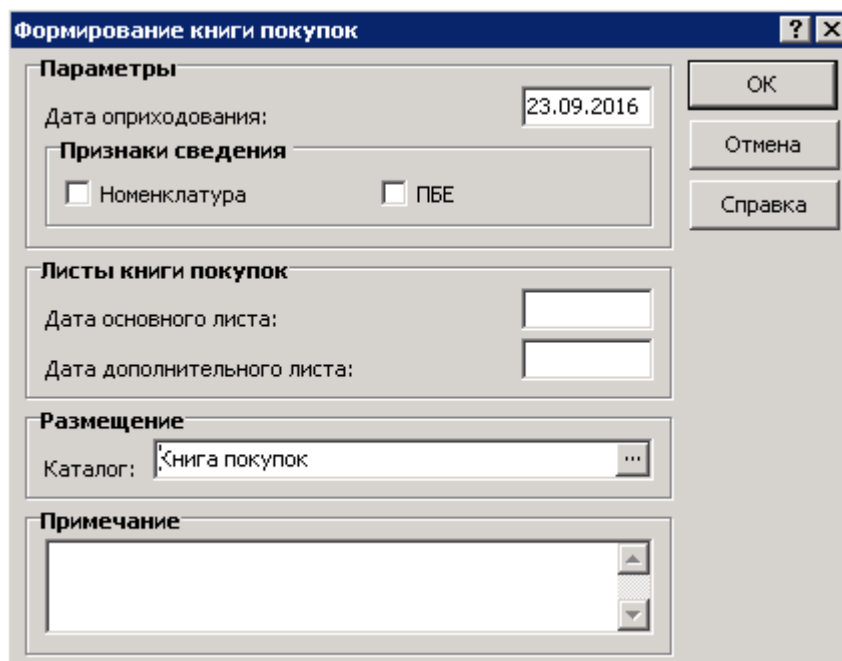 Формирование книги покупок
Параметры
Дата оприходования: 23.09.2016
Признаки сведения
Номенклатура ПБЕ
Листы книги покупок
Дата основного листа:
Дата дополнительного листа:
Размещение
Каталог: Книга покупок ...
Примечание
ОК
Отмена
Справка